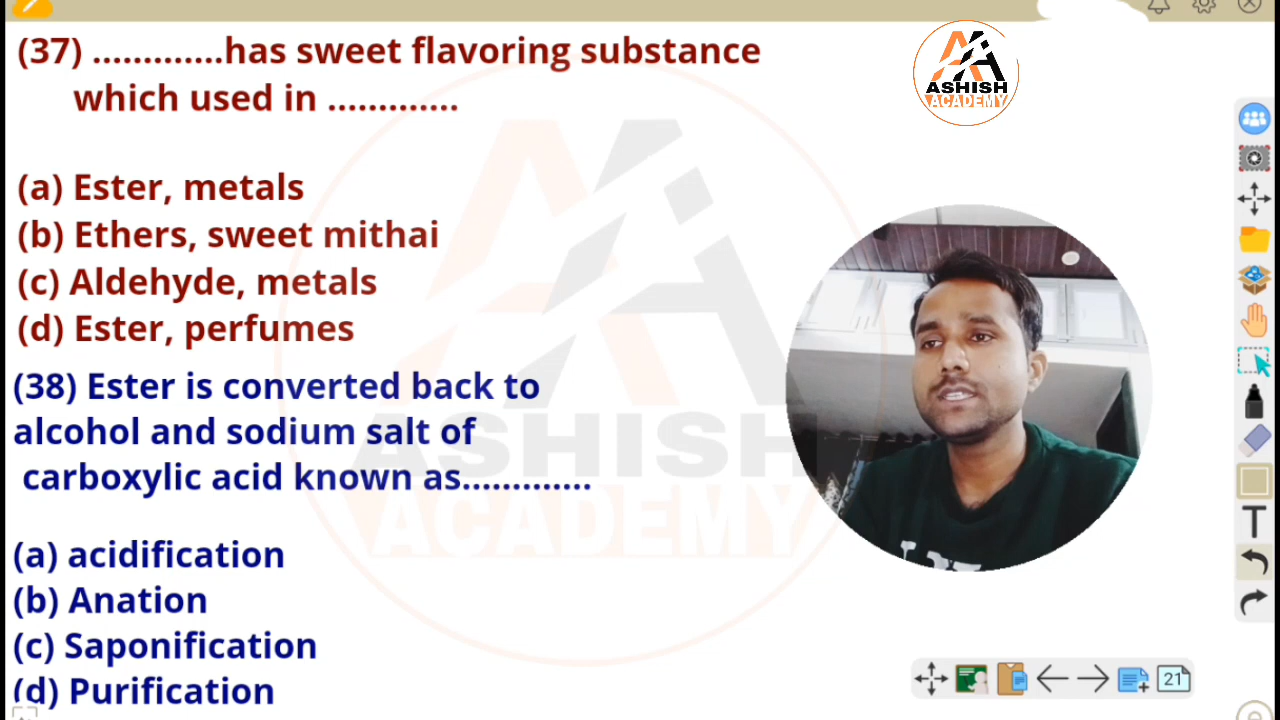 (37) .............has sweet flavoring substance
which used in .............
(a) Ester, metals
(b) Ethers, sweet mithai
(c) Aldehyde, metals
(d) Ester, perfumes
(38) Ester is converted back to
alcohol and sodium salt of
carboxylic acid known as.............
(a) acidification
(b) Anation
(c) Saponification
(d) Purification
ASHISH
ACADEMY
ASHISH
ACADEMY
T
21